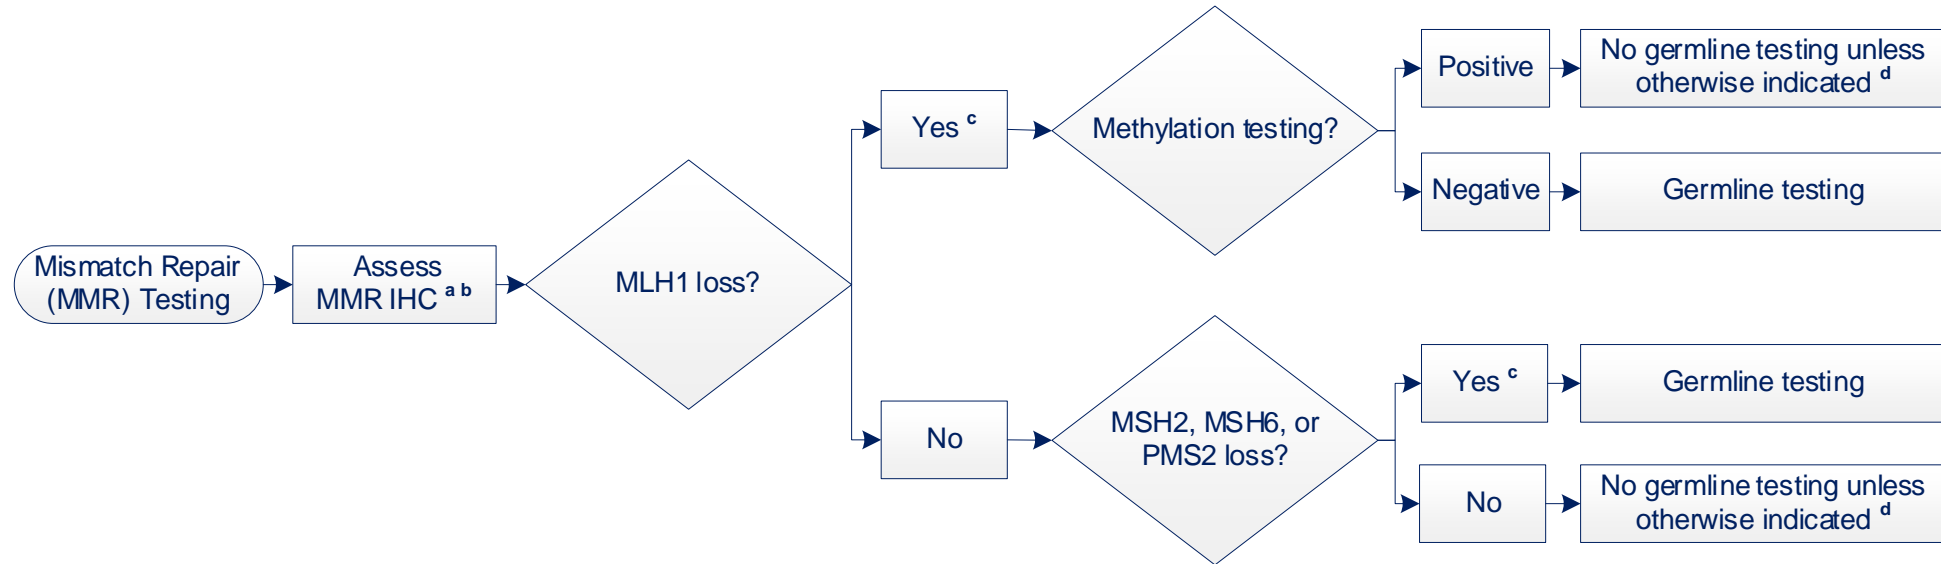 Mismatch Repair
(MMR) Testing
Assess
MMR IHC a b
MLH1 loss?
Yes c
Methylation testing?
Positive
No germline testing unless
otherwise indicated d
Negative
Germline testing
No
MSH2, MSH6, or
PMS2 loss?
Yes c
Germline testing
No
No germline testing unless
otherwise indicated d